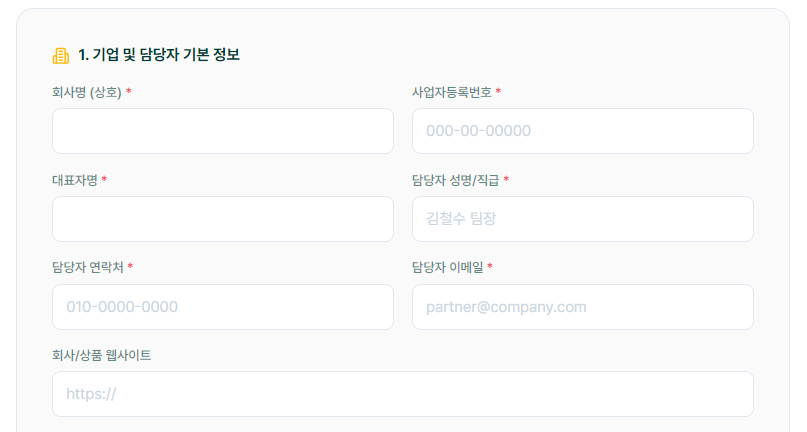 1. 기업 및 담당자 기본 정보
회사명 (상호) * 사업자등록번호 *
000-00-00000
대표자명 * 담당자 성명/직급 *
김철수 팀장
담당자 연락처 * 담당자 이메일 *
010-0000-0000 partner@company.com
회사/상품 웹사이트
https://